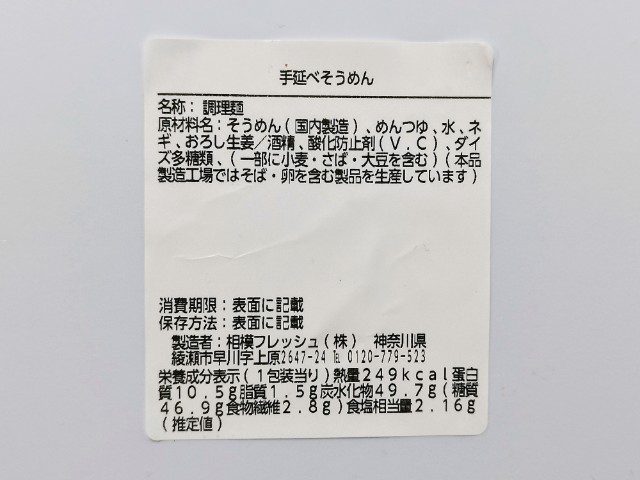 手延べそうめん
名称：調理麺
原材料名：そうめん（国内製造）、めんつゆ、水、ネ
ギ、おろし生姜／酒精、酸化防止剤（Ｖ．Ｃ）、ダイ
ズ多糖類、（一部に小麦・さば・大豆を含む）（本品
製造工場ではそば・卵を含む製品を生産しています）
消費期限：表面に記載
保存方法：表面に記載
製造者：相模フレッシュ（株）　神奈川県
綾瀬市早川字上原2647-24 ℡ 0120-779-523
栄養成分表示（１包装当り）熱量２４９ｋｃａｌ蛋白
質１０．５ｇ脂質１．５ｇ炭水化物４９．７ｇ（糖質
４６．９ｇ食物繊維２．８ｇ）食塩相当量２．１６ｇ
（推定値）